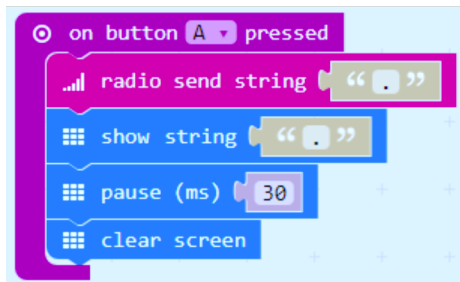 on button A pressed
radio send string “ . ”
show string “ . ”
pause (ms) 30
clear screen